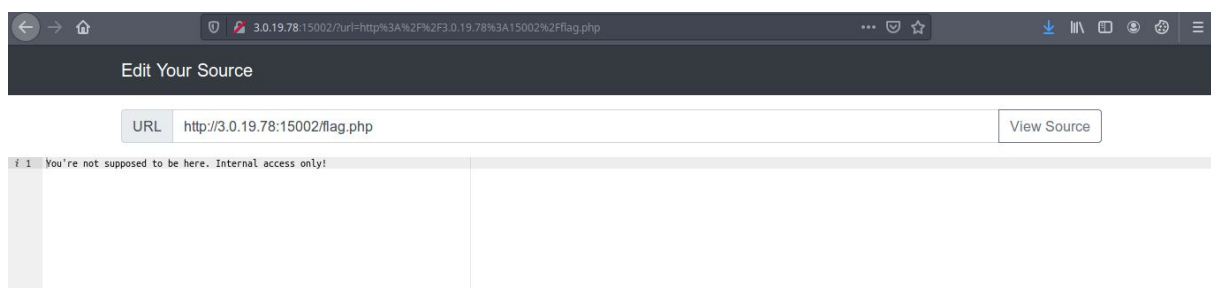 3.0.19.78:15002/?url=http%3A%2F%2F3.0.19.78%3A15002%2Fflag.php
Edit Your Source
URL http://3.0.19.78:15002/flag.php View Source
i 1 You're not supposed to be here. Internal access only!